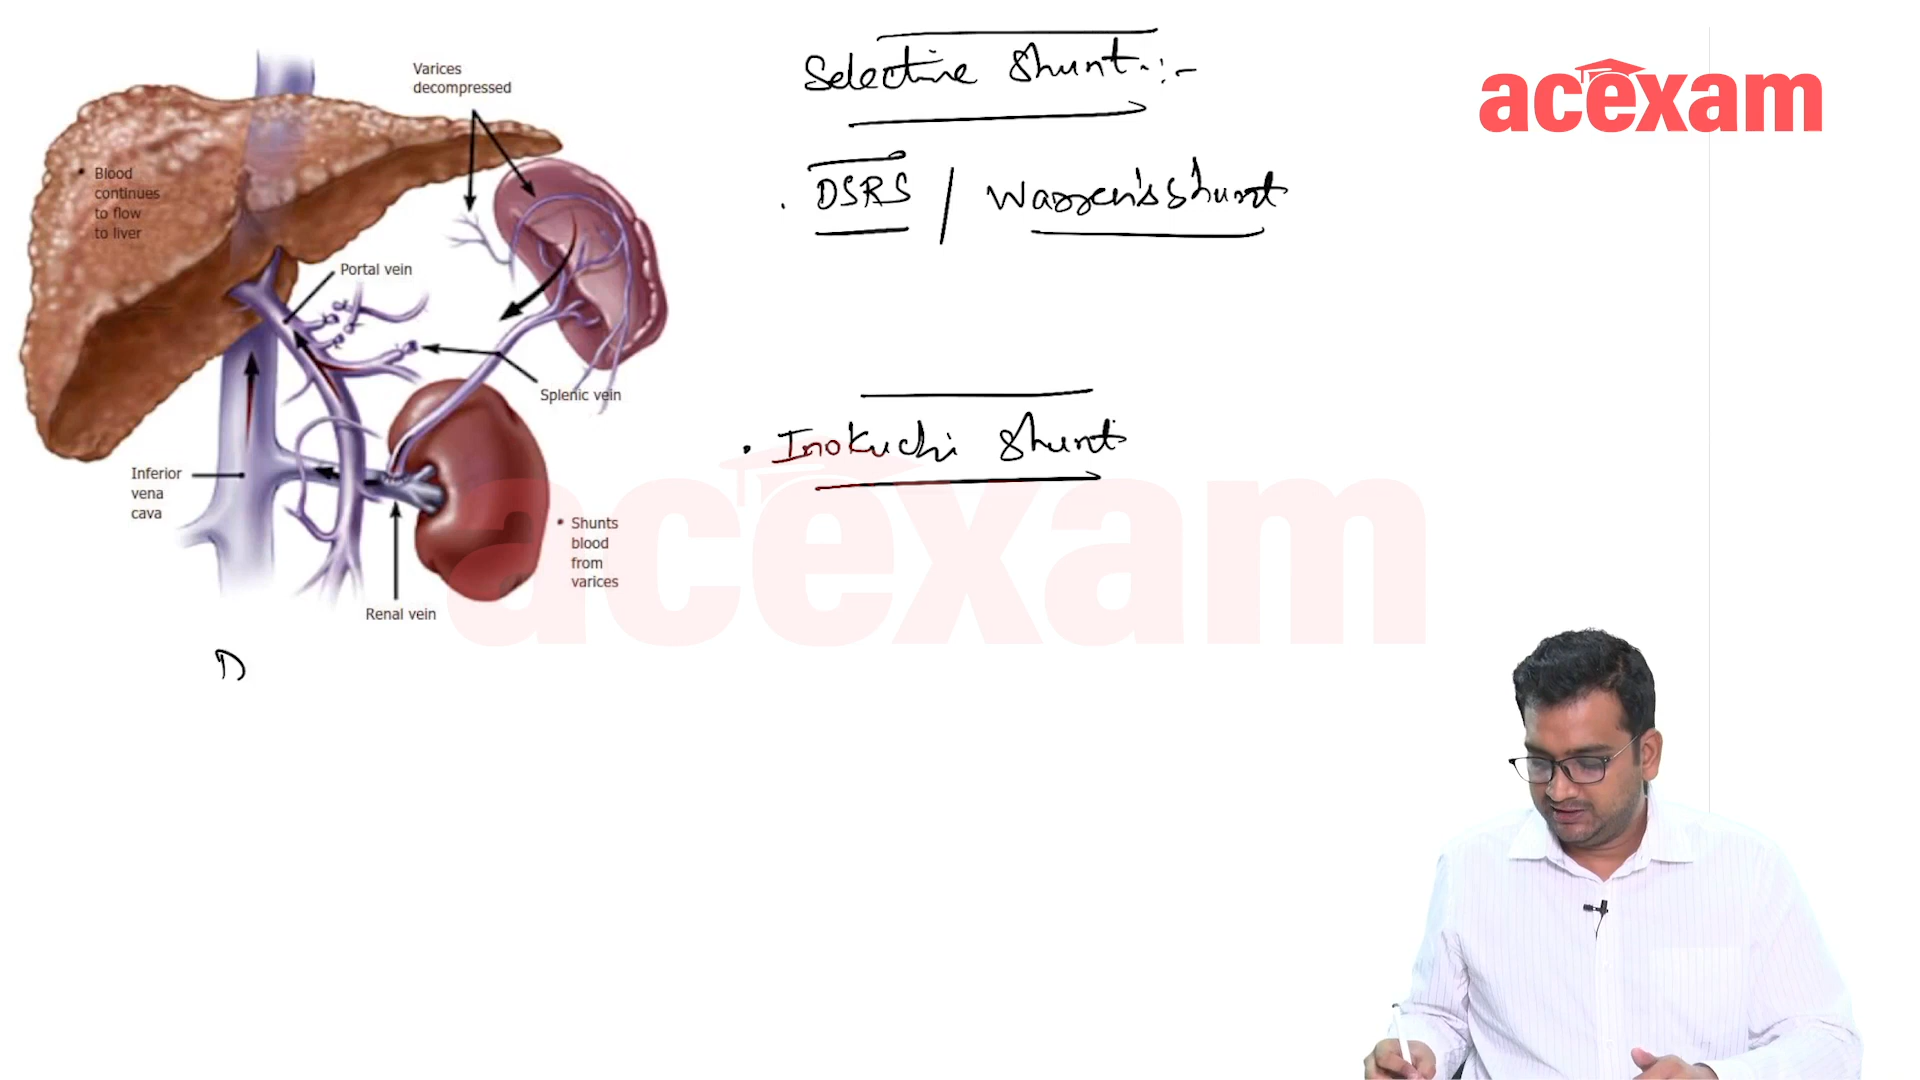 Varices
decompressed
• Blood
continues
to flow
to liver
Portal vein
Splenic vein
Inferior
vena
cava
• Shunts
blood
from
varices
Renal vein
D
Selective Shunt :-
. DSRS / Warren's shunt
. Inokuchi Shunt
acexam
acexam